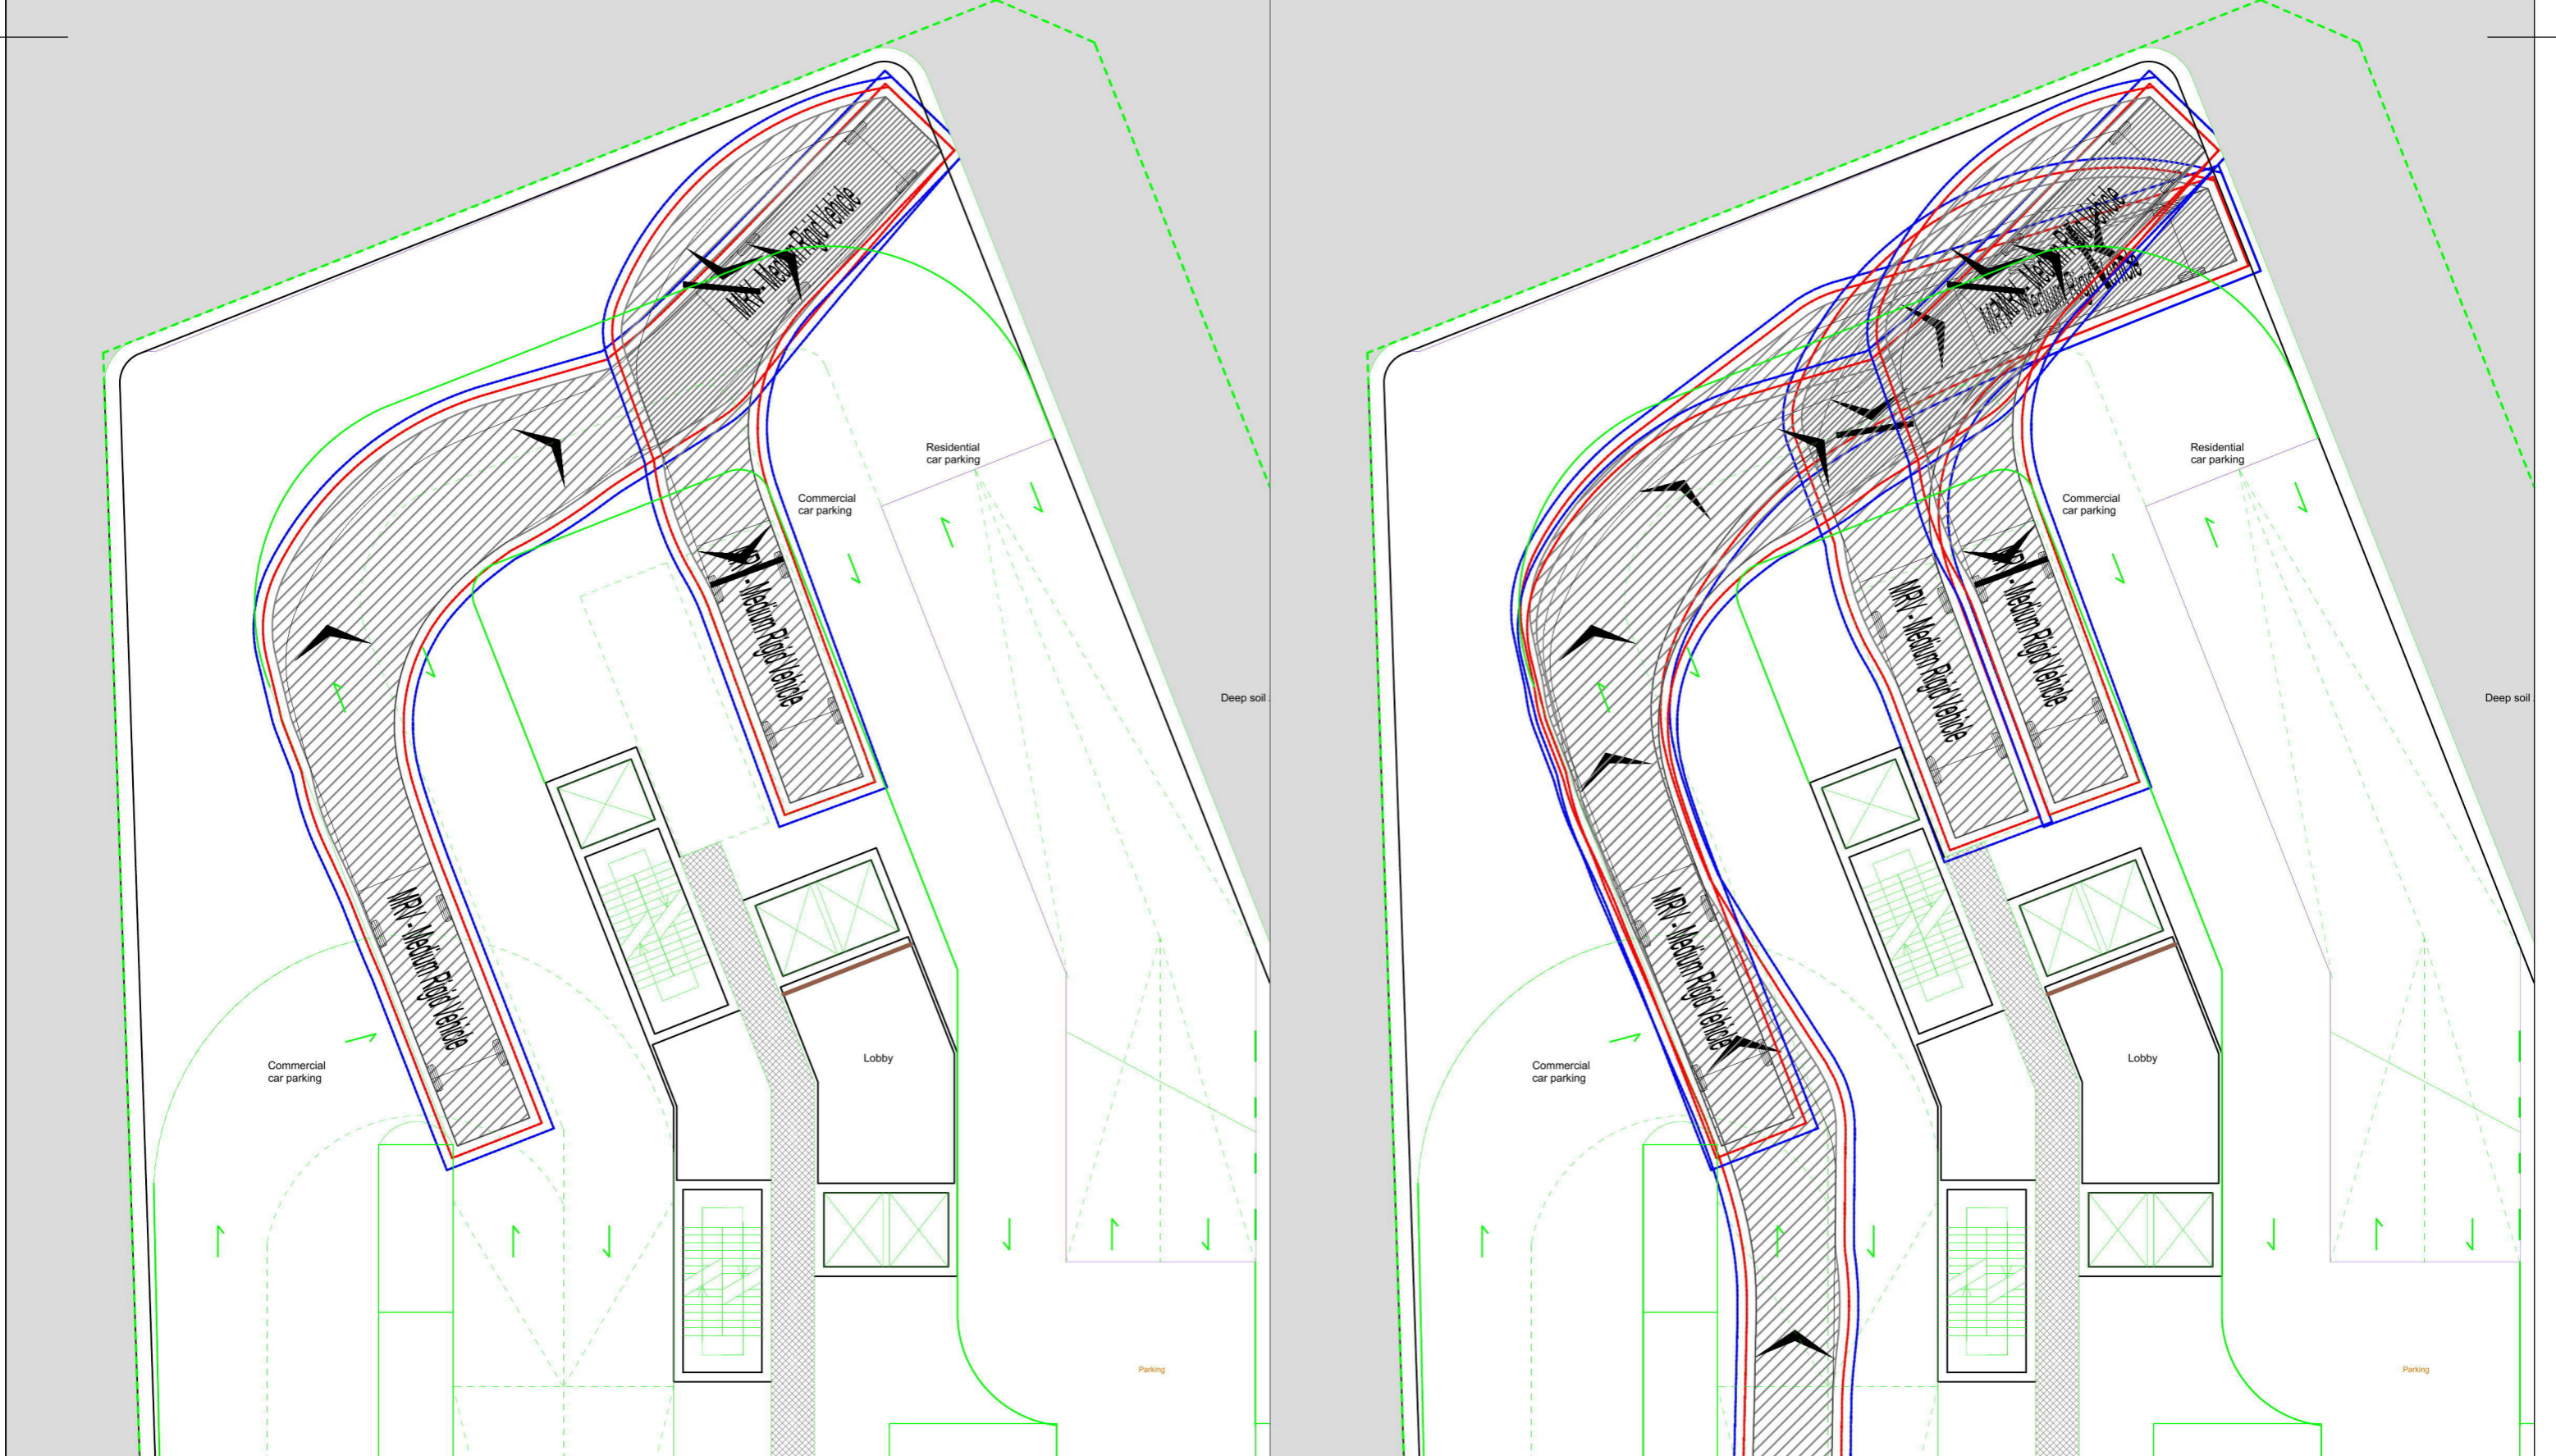 MRV - Medium Rigid Vehicle
Residential
car parking
Commercial
car parking
MRV - Medium Rigid Vehicle
Deep soil
MRV - Medium Rigid Vehicle
Commercial
car parking
Lobby
Parking
Residential
car parking
Commercial
car parking
MRV - Medium Rigid Vehicle
MRV - Medium Rigid Vehicle
Deep soil
MRV - Medium Rigid Vehicle
Commercial
car parking
Lobby
Parking